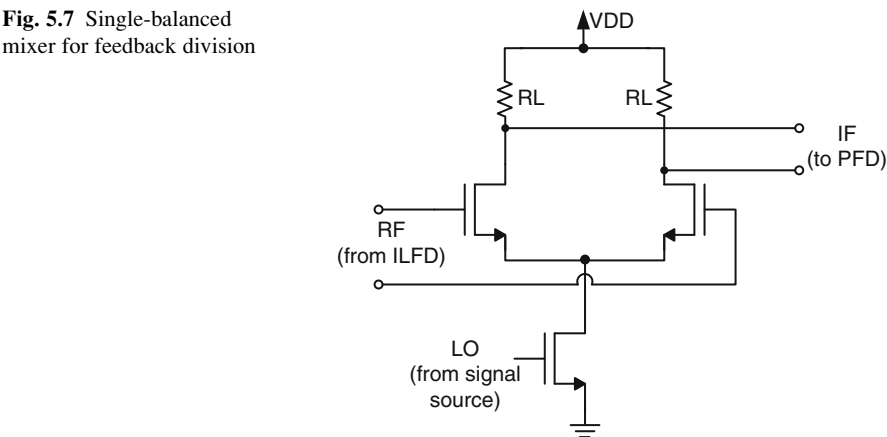 Fig. 5.7 Single-balanced
mixer for feedback division
VDD
RL
RL
IF
(to PFD)
RF
(from ILFD)
LO
(from signal
source)